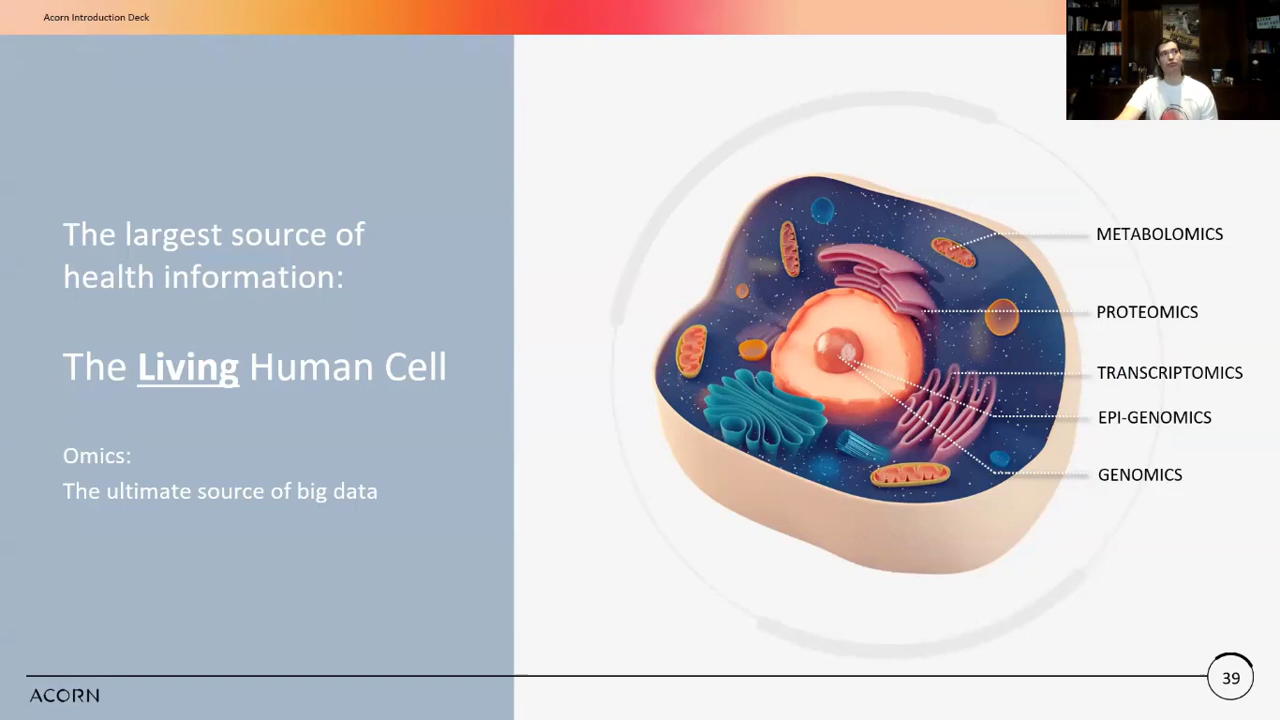 Acorn Introduction Deck
The largest source of
health information:
The Living Human Cell
Omics:
The ultimate source of big data
METABOLOMICS
PROTEOMICS
TRANSCRIPTOMICS
EPI-GENOMICS
GENOMICS
ACORN
39